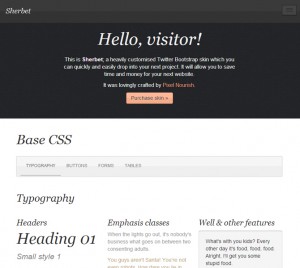 Sherbet
Hello, visitor!
This is Sherbet, a heavily customised Twitter Bootstrap skin which you
can quickly and easily drop into your next project. It will allow you to save
time and money for your next website.
It was lovingly crafted by Pixel Nourish.
Purchase skin »
Base CSS
TYPOGRAPHY BUTTONS FORMS TABLES
Typography
Headers
Heading 01
Small style 1
Emphasis classes
When the lights go out, it's nobody's
business what goes on between two
consenting adults.
You guys aren't Santa! You're not
Well & other features
What's with you kids? Every
other day it's food, food, food.
Alright, I'll get you some
stupid food.